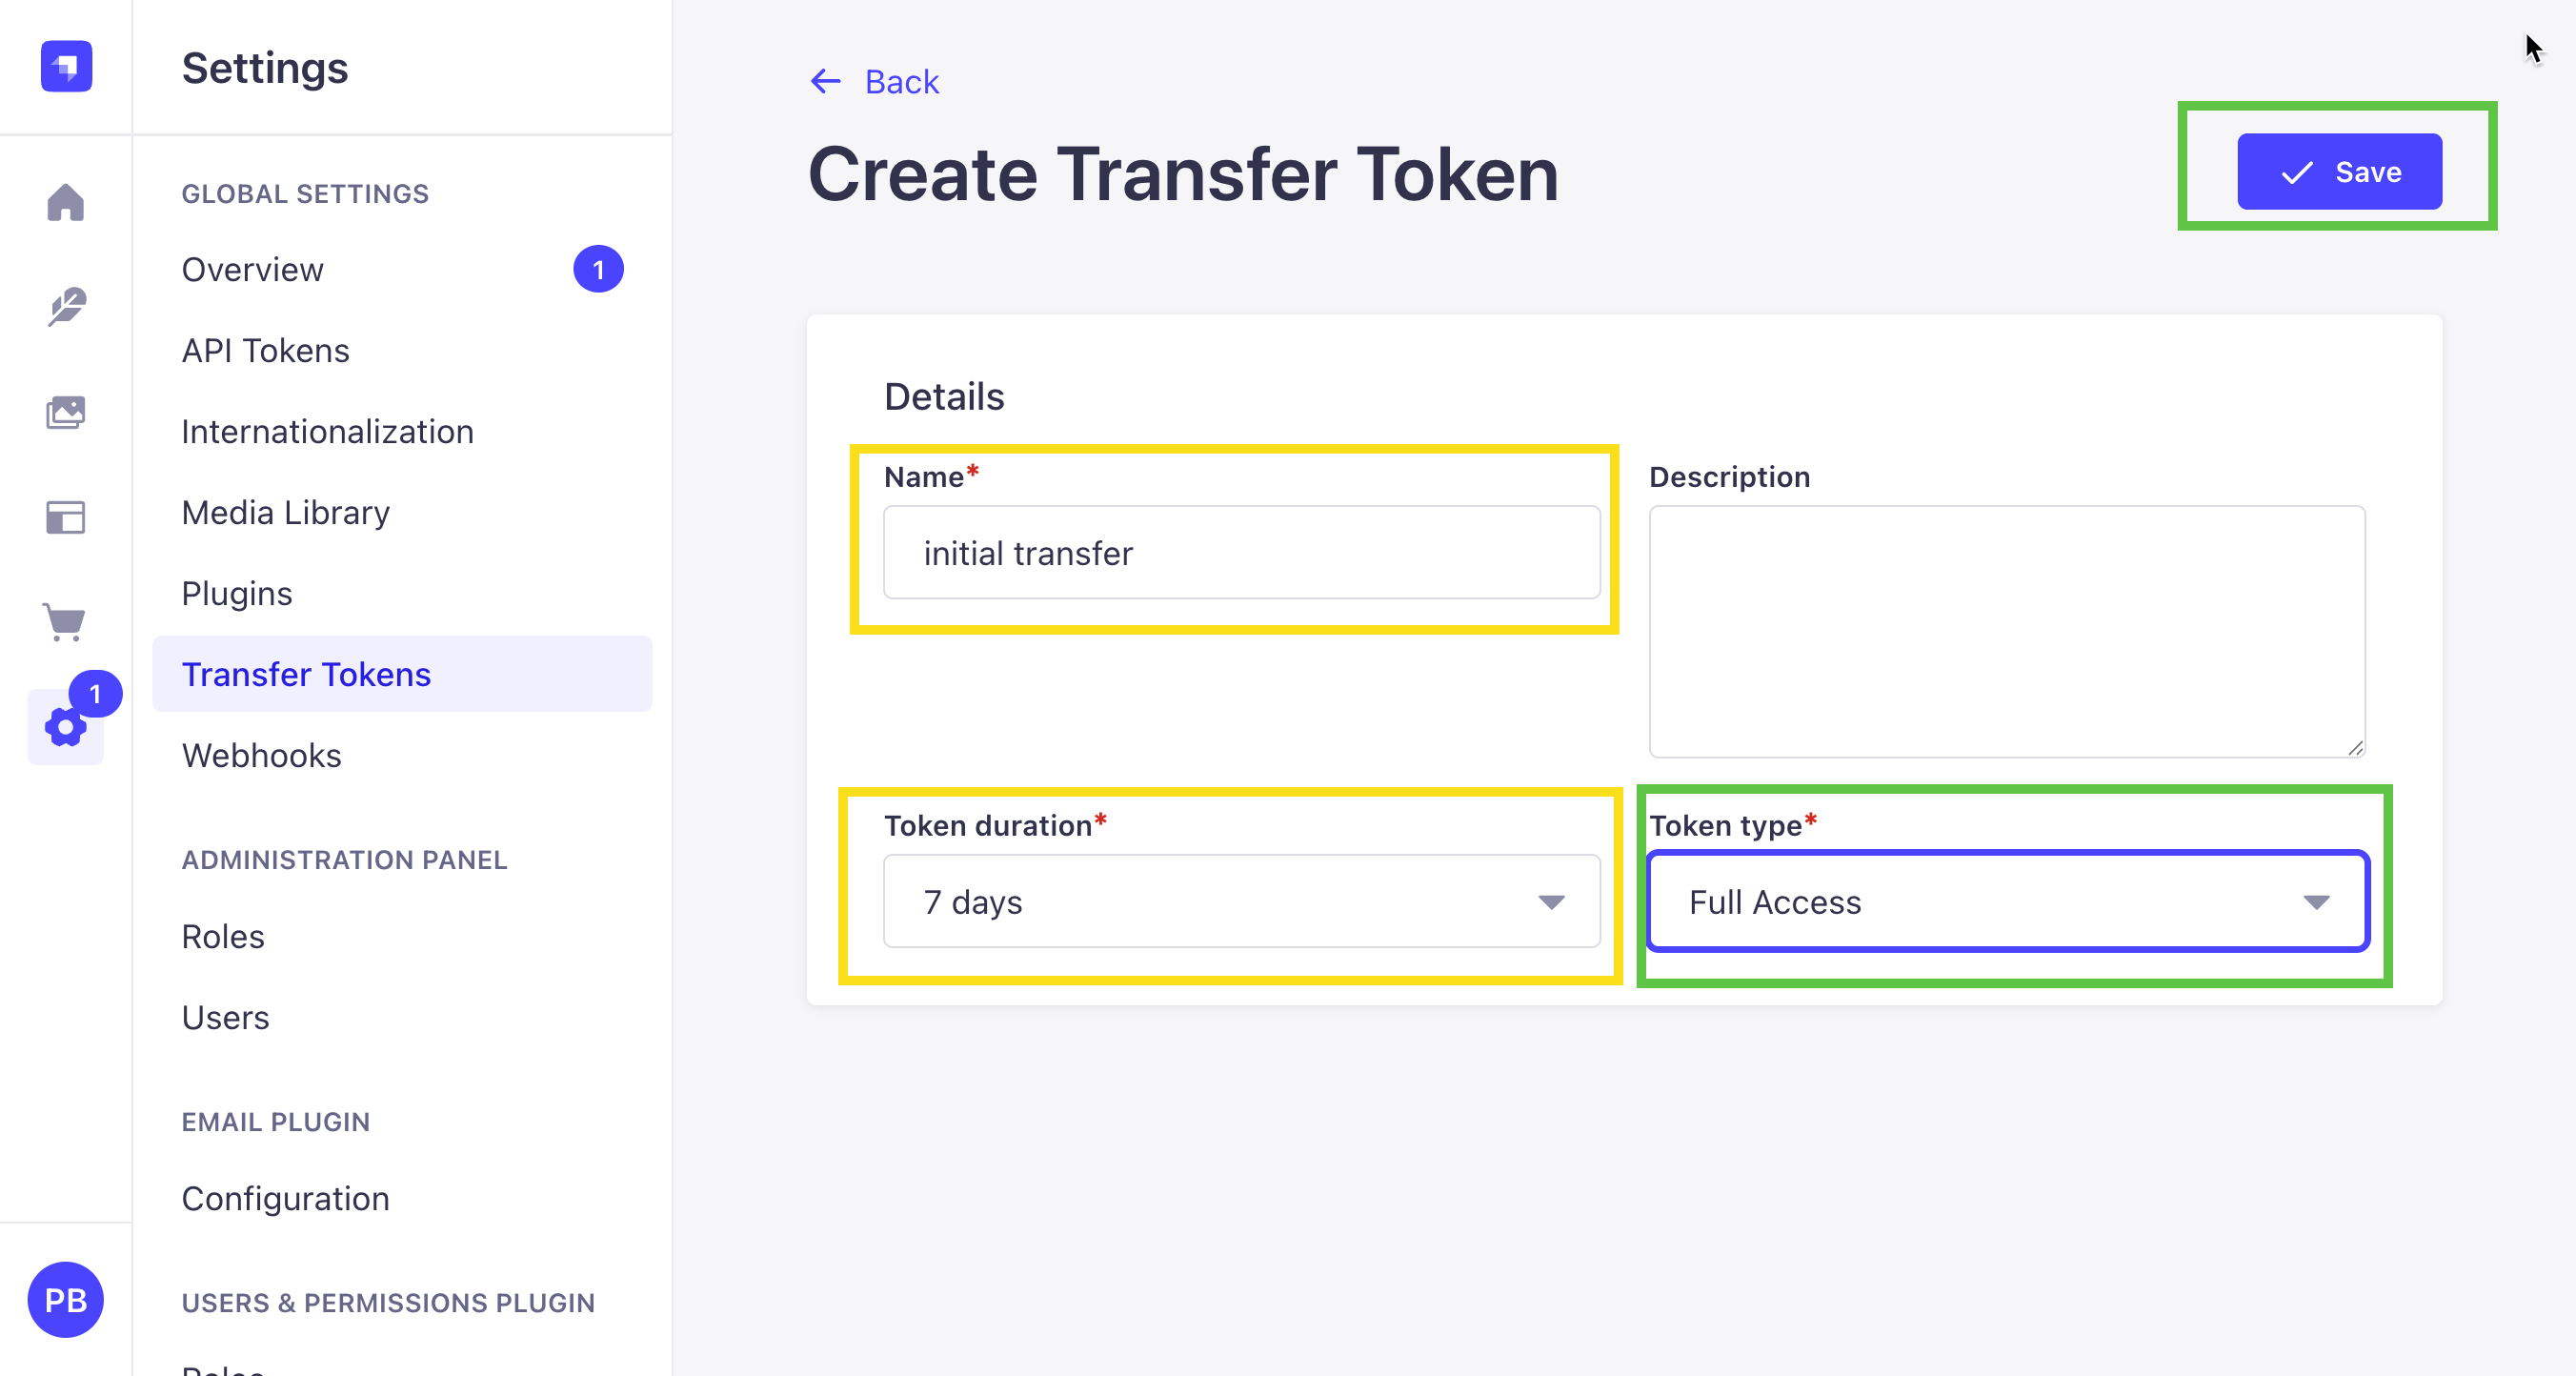 Settings
GLOBAL SETTINGS
Overview 1
API Tokens
Internationalization
Media Library
Plugins
Transfer Tokens
1
Webhooks
ADMINISTRATION PANEL
Roles
Users
EMAIL PLUGIN
Configuration
USERS & PERMISSIONS PLUGIN
Roles
PB
Back
Create Transfer Token
Save
Details
Name*
initial transfer
Description
Token duration*
7 days
Token type*
Full Access